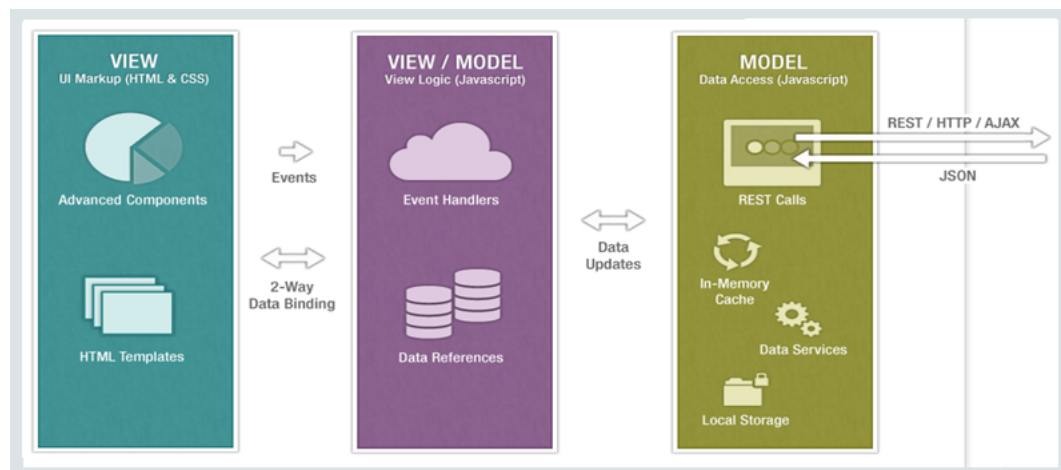 VIEW
UI Markup (HTML & CSS)
Advanced Components
HTML Templates
Events
2-Way
Data Binding
VIEW / MODEL
View Logic (Javascript)
Event Handlers
Data References
Data
Updates
MODEL
Data Access (Javascript)
REST Calls
In-Memory
Cache
Data Services
Local Storage
REST / HTTP / AJAX
JSON